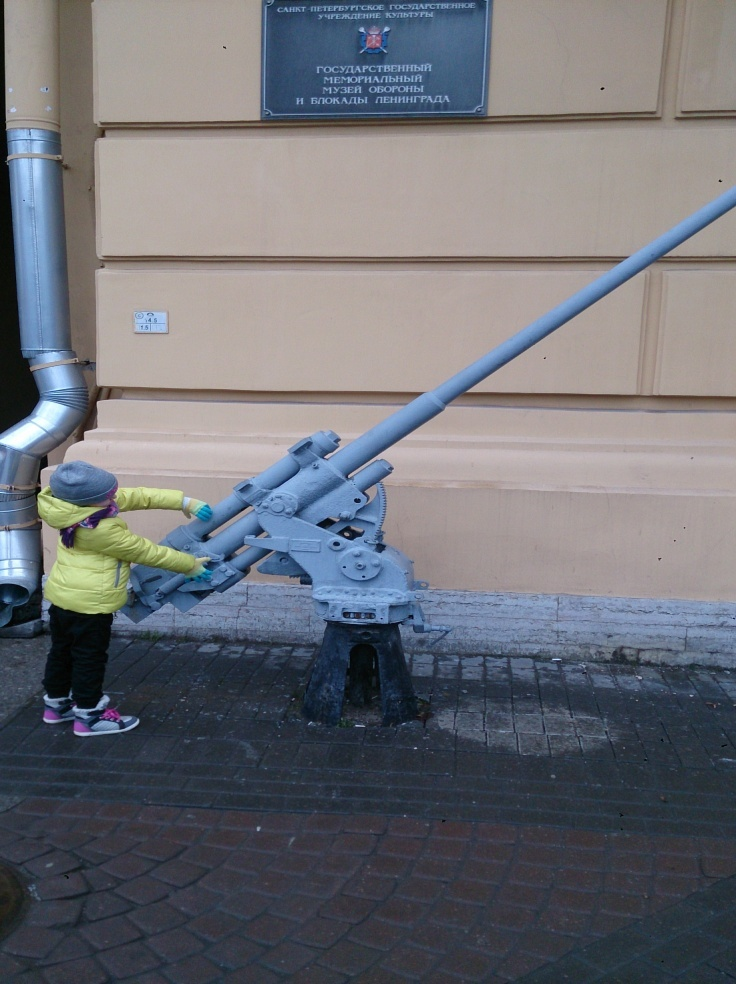 САНКТ-ПЕТЕРБУРГСКОЕ ГОСУДАРСТВЕННОЕ
УЧРЕЖДЕНИЕ КУЛЬТУРЫ
ГОСУДАРСТВЕННЫЙ
МЕМОРИАЛЬНЫЙ
МУЗЕЙ ОБОРОНЫ
И БЛОКАДЫ ЛЕНИНГРАДА